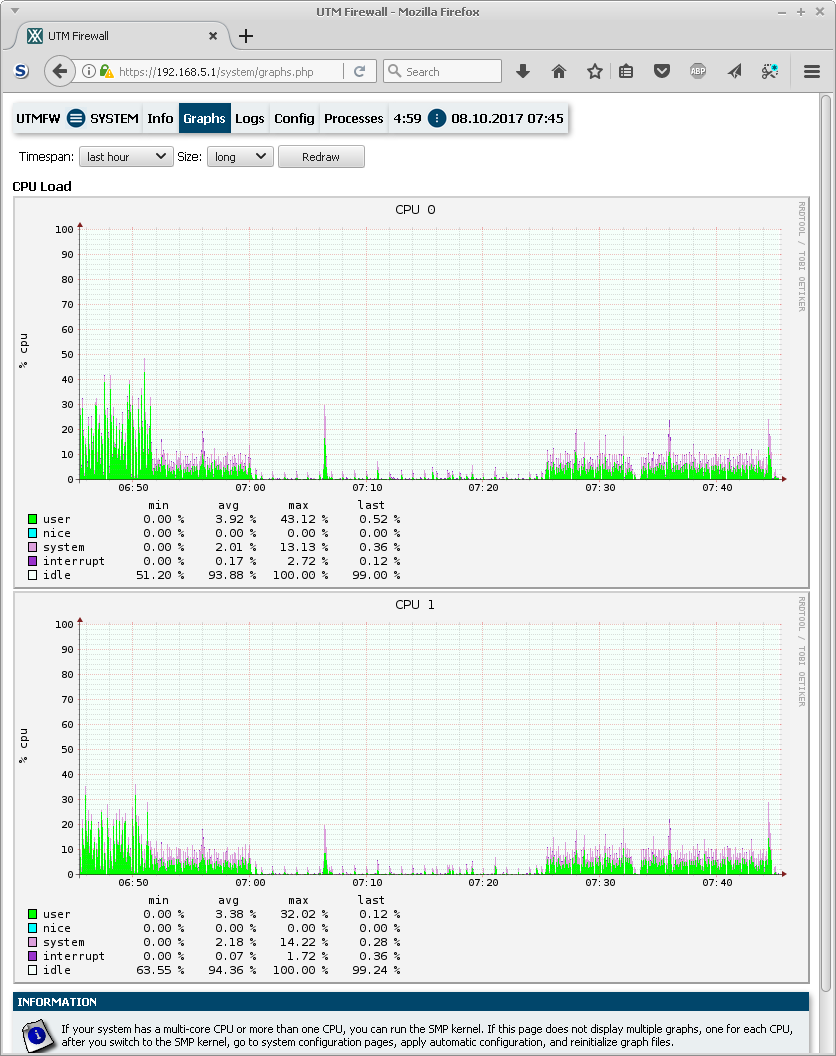 UTM Firewall - Mozilla Firefox
UTM Firewall
S https://192.168.5.1/system/graphs.php Search ABP
UTMFW SYSTEM Info Graphs Logs Config Processes 4:59 08.10.2017 07:45
Timespan: last hour Size: long Redraw
CPU Load
CPU 0
RRDTOOL / TOBI OETIKER
% cpu
100
90
80
70
60
50
40
30
20
10
0
06:50 07:00 07:10 07:20 07:30 07:40
min avg max last
user 0.00 % 3.92 % 43.12 % 0.52 %
nice 0.00 % 0.00 % 0.00 % 0.00 %
system 0.00 % 2.01 % 13.13 % 0.36 %
interrupt 0.00 % 0.17 % 2.72 % 0.12 %
idle 51.20 % 93.88 % 100.00 % 99.00 %
CPU 1
RRDTOOL / TOBI OETIKER
% cpu
100
90
80
70
60
50
40
30
20
10
0
06:50 07:00 07:10 07:20 07:30 07:40
min avg max last
user 0.00 % 3.38 % 32.02 % 0.12 %
nice 0.00 % 0.00 % 0.00 % 0.00 %
system 0.00 % 2.18 % 14.22 % 0.28 %
interrupt 0.00 % 0.07 % 1.72 % 0.36 %
idle 63.55 % 94.36 % 100.00 % 99.24 %
INFORMATION
If your system has a multi-core CPU or more than one CPU, you can run the SMP kernel. If this page does not display multiple graphs, one for each CPU,
after you switch to the SMP kernel, go to system configuration pages, apply automatic configuration, and reinitialize graph files.